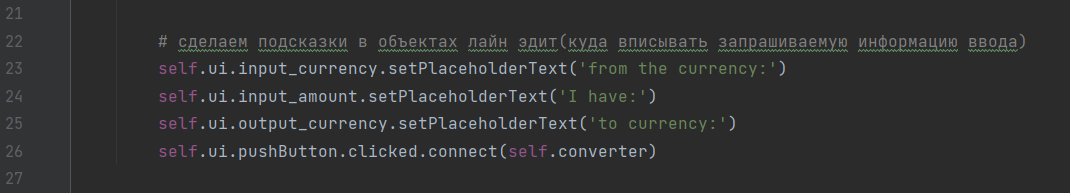 21
22 # сделаем подсказки в объектах лайн эдит(куда вписывать запрашиваемую информацию ввода)
23 self.ui.input_currency.setPlaceholderText('from the currency:')
24 self.ui.input_amount.setPlaceholderText('I have:')
25 self.ui.output_currency.setPlaceholderText('to currency:')
26 self.ui.pushButton.clicked.connect(self.converter)
27